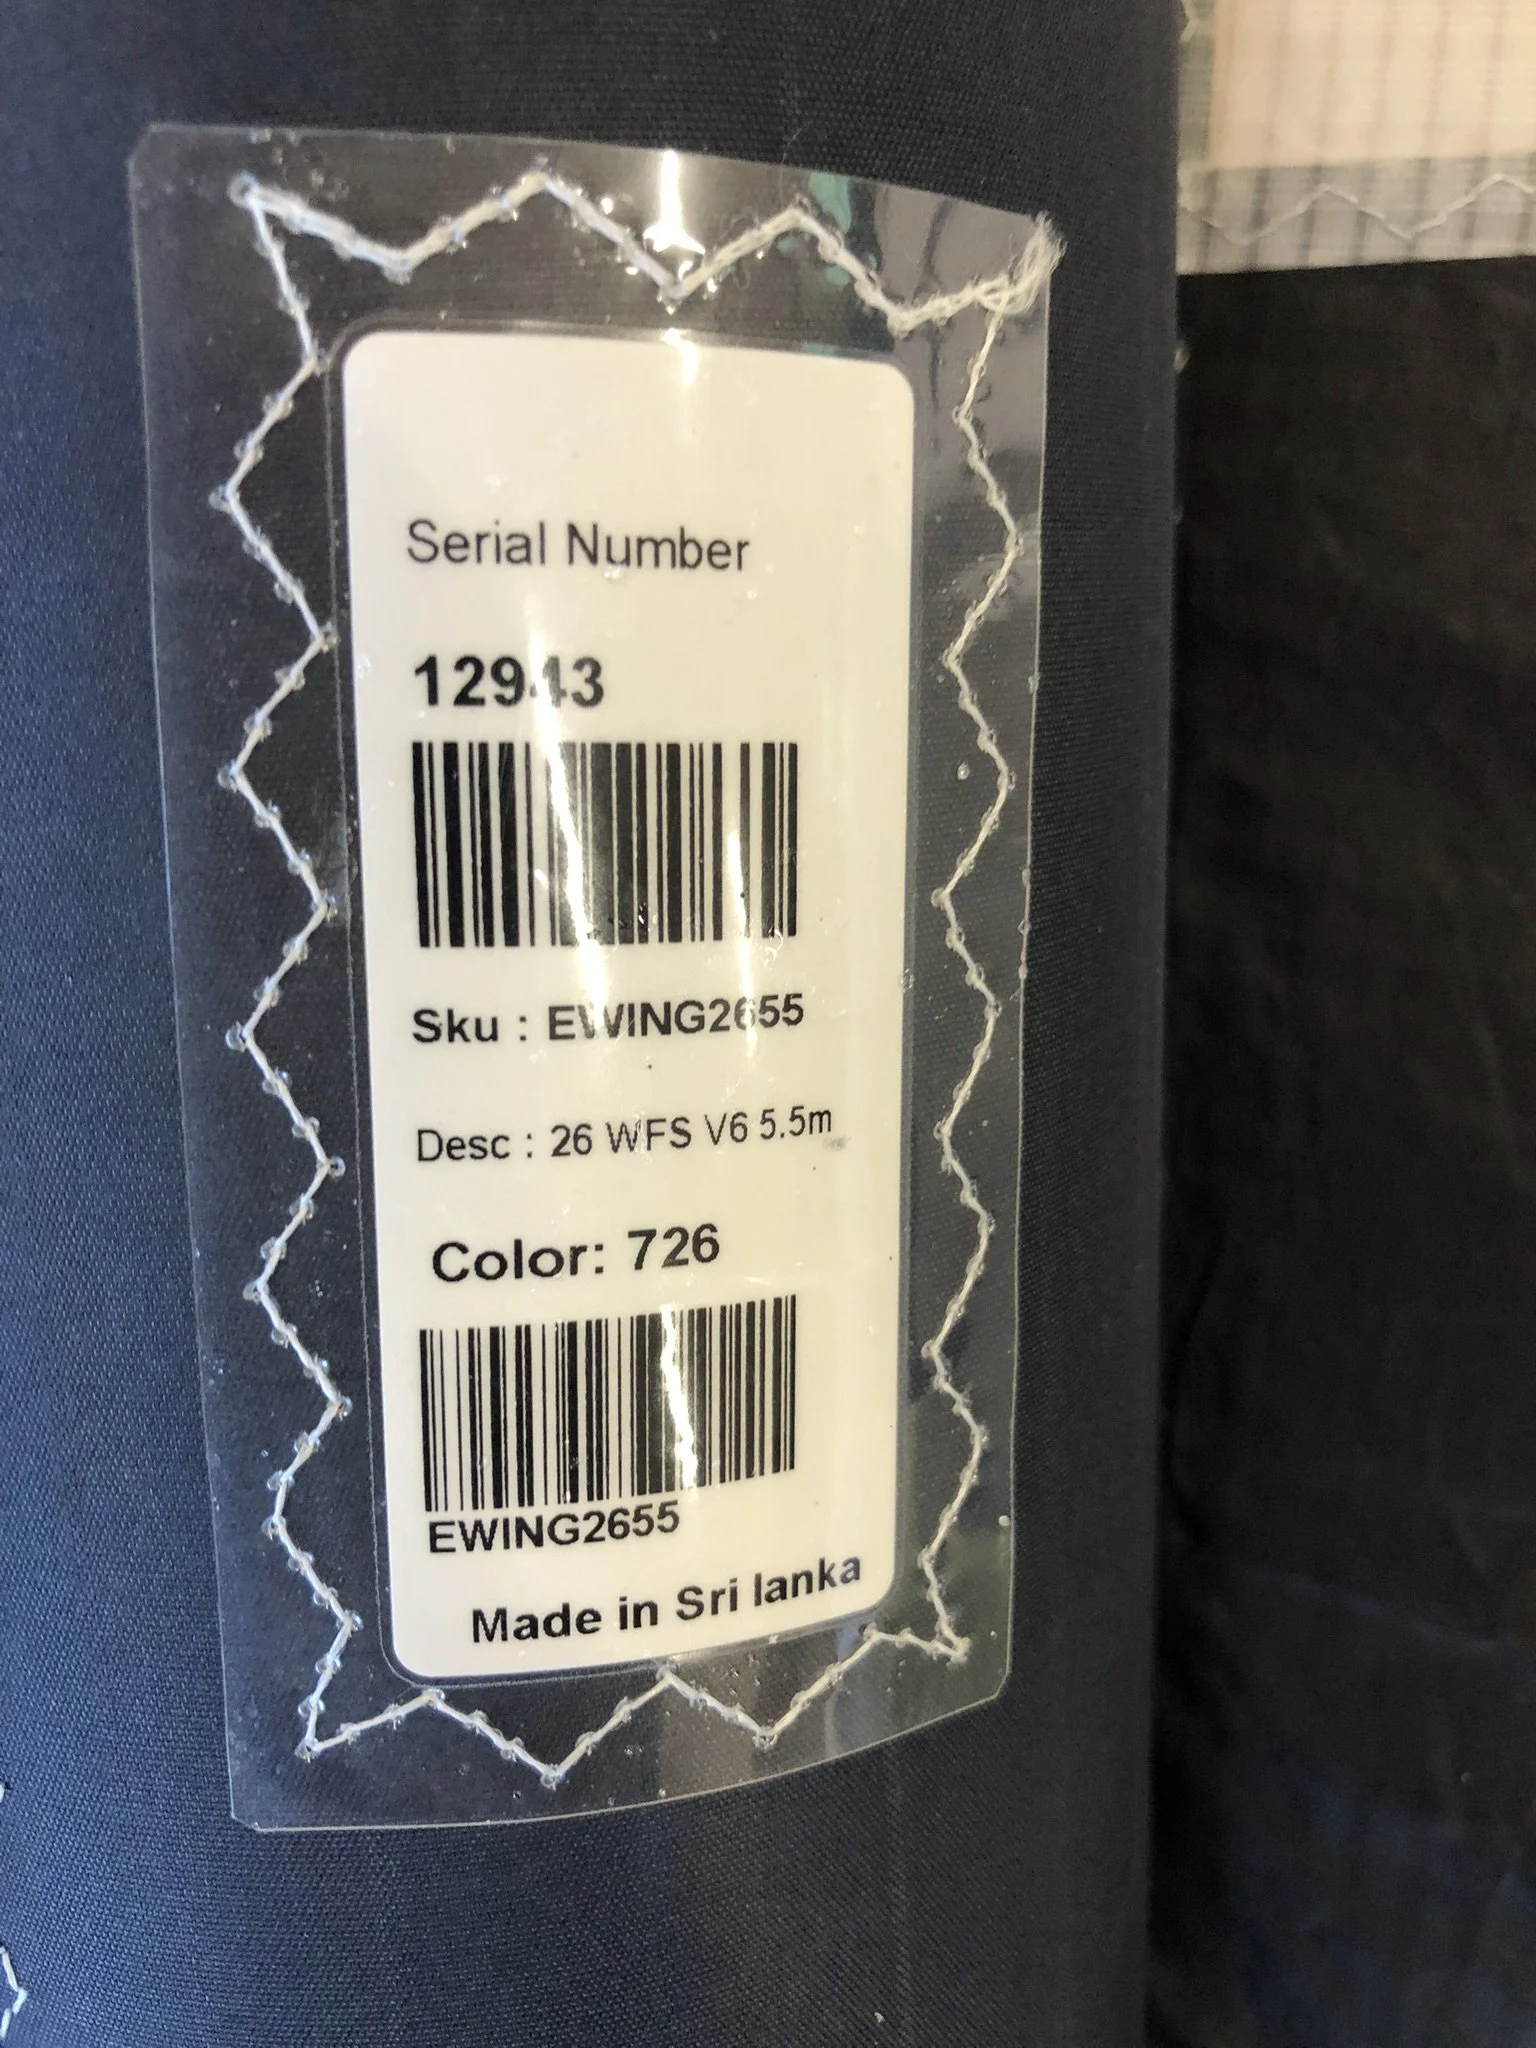 Serial Number
12943
Sku : EWING2655
Desc : 26 WFS V6 5.5m
Color: 726
EWING2655
Made in Sri lanka